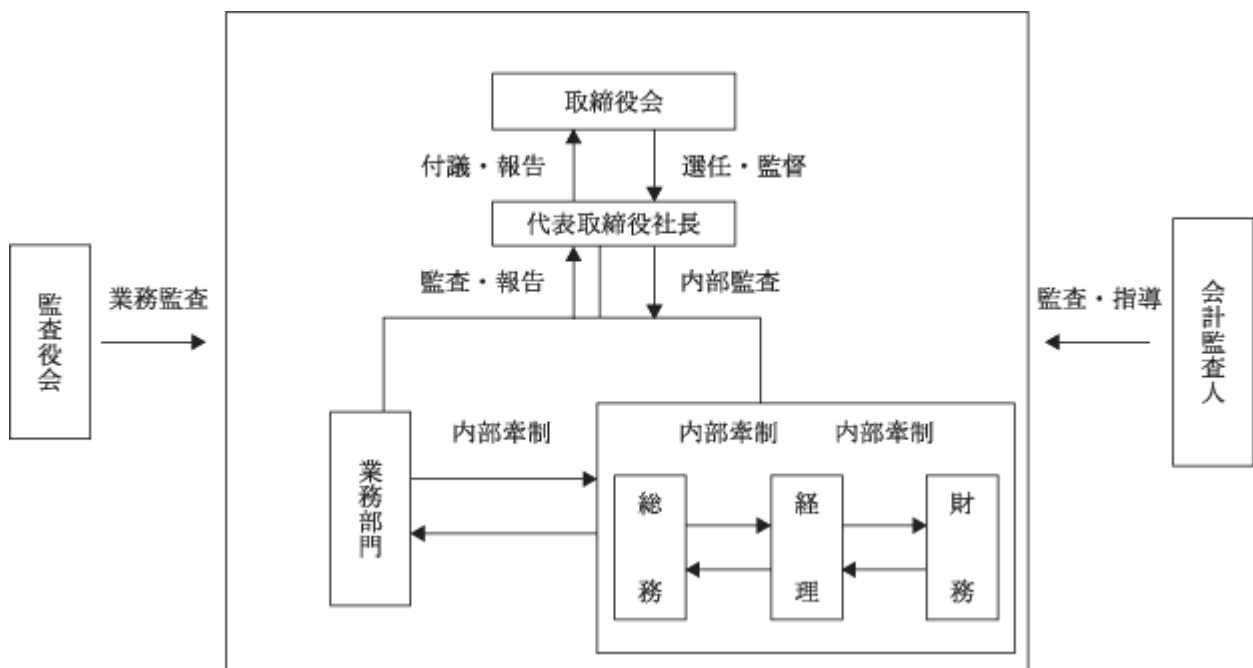 取締役会
付議・報告
選任・監督
代表取締役社長
監査・報告
内部監査
監査役会
業務監査
監査・指導
会計監査人
業務部門
内部牽制
内部牽制
内部牽制
総務
経理
財務